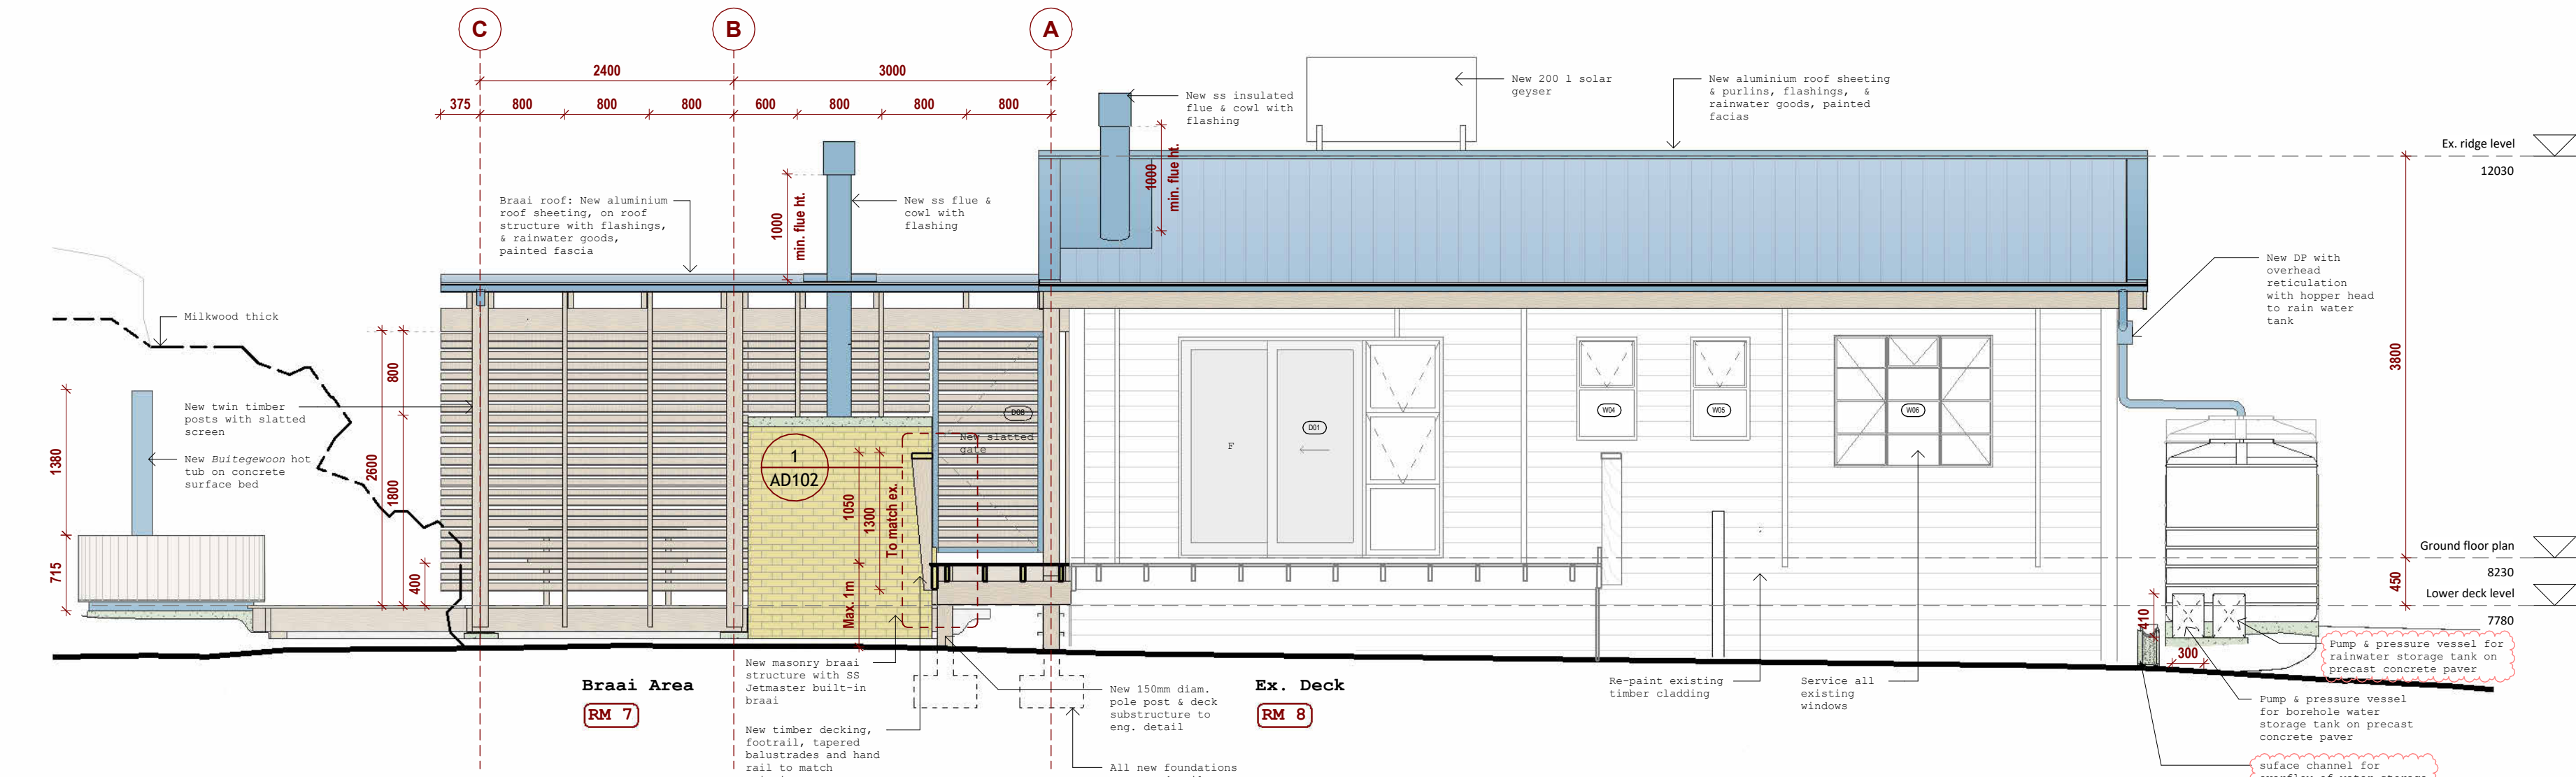 C
B
A
2400
3000
375
800
800
800
600
800
800
800
New ss insulated
flue & cowl with
flashing
New 200 l solar
geyser
New aluminium roof sheeting
& purlins, flashings, &
rainwater goods, painted
facias
Ex. ridge level
12030
Braai roof: New aluminium
roof sheeting, on roof
structure with flashings,
& rainwater goods,
painted fascia
1000
min. flue ht.
New ss flue &
cowl with
flashing
1000
min. flue ht.
New DP with
overhead
reticulation
with hopper head
to rain water
tank
Milkwood thick
3800
New twin timber
posts with slatted
screen
New Buitegewoon hot
tub on concrete
surface bed
1380
715
2600
800
1800
400
1
AD102
1050
1300
To match ex.
Max. 1m
D08
New slatted
gate
F
D01
W04
W05
W06
Ground floor plan
8230
450
Lower deck level
7780
410
300
Pump & pressure vessel for
rainwater storage tank on
precast concrete paver
Pump & pressure vessel
for borehole water
storage tank on precast
concrete paver
suface channel for
Braai Area
RM 7
New masonry braai
structure with SS
Jetmaster built-in
braai
New timber decking,
footrail, tapered
balustrades and hand
rail to match
New 150mm diam.
pole post & deck
substructure to
eng. detail
All new foundations
Ex. Deck
RM 8
Re-paint existing
timber cladding
Service all
existing
windows